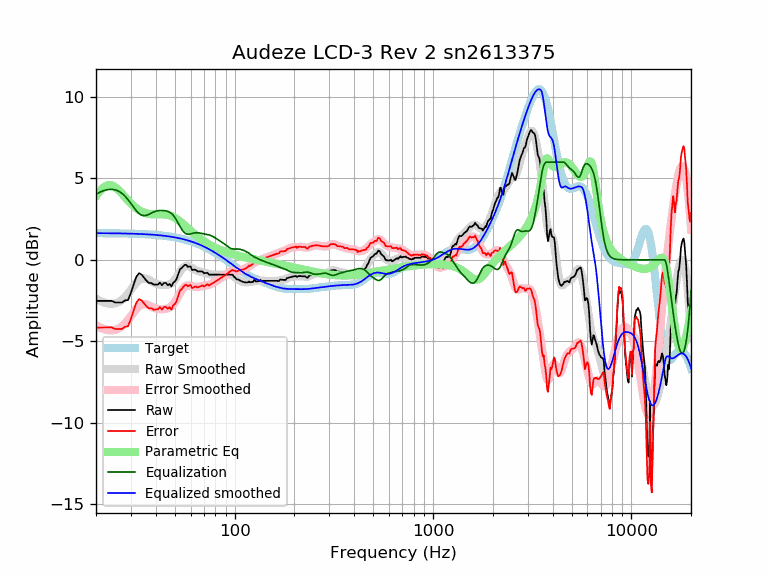 Audeze LCD-3 Rev 2 sn2613375
Amplitude (dBr)
10
5
0
−5
−10
−15
Target
Raw Smoothed
Error Smoothed
Raw
Error
Parametric Eq
Equalization
Equalized smoothed
100
1000
10000
Frequency (Hz)